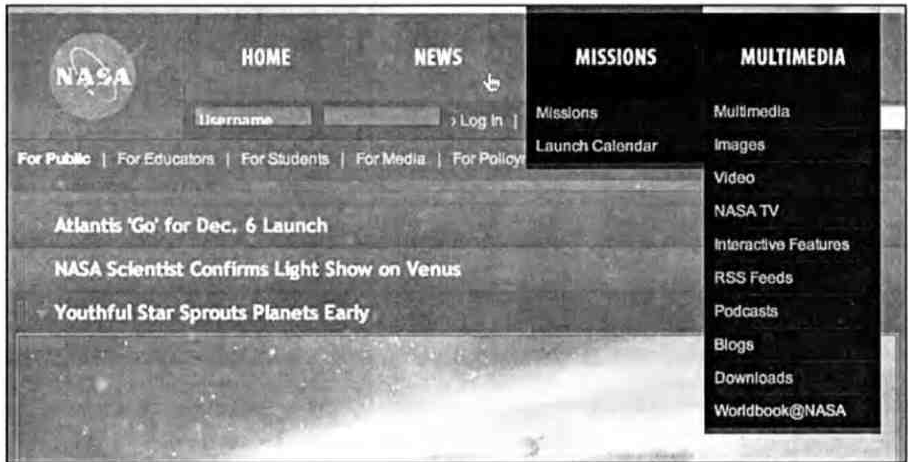 NASA
HOME NEWS MISSIONS MULTIMEDIA
Username › Log In |
For Public | For Educators | For Students | For Media | For Policy
Missions
Launch Calendar
Multimedia
Images
Video
NASA TV
Interactive Features
RSS Feeds
Podcasts
Blogs
Downloads
Worldbook@NASA
Atlantis 'Go' for Dec. 6 Launch
NASA Scientist Confirms Light Show on Venus
Youthful Star Sprouts Planets Early